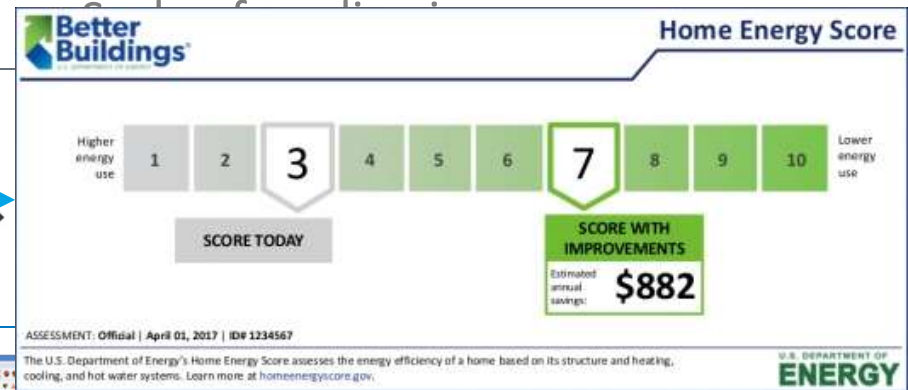 Better
Buildings®
U.S. DEPARTMENT OF ENERGY
Home Energy Score
Higher
energy
use
1 2 3 4 5 6 7 8 9 10
Lower
energy
use
SCORE TODAY
SCORE WITH
IMPROVEMENTS
Estimated
annual
savings:
$882
ASSESSMENT: Official | April 01, 2017 | ID# 1234567
The U.S. Department of Energy's Home Energy Score assesses the energy efficiency of a home based on its structure and heating,
cooling, and hot water systems. Learn more at homeenergyscore.gov.
U.S. DEPARTMENT OF
ENERGY